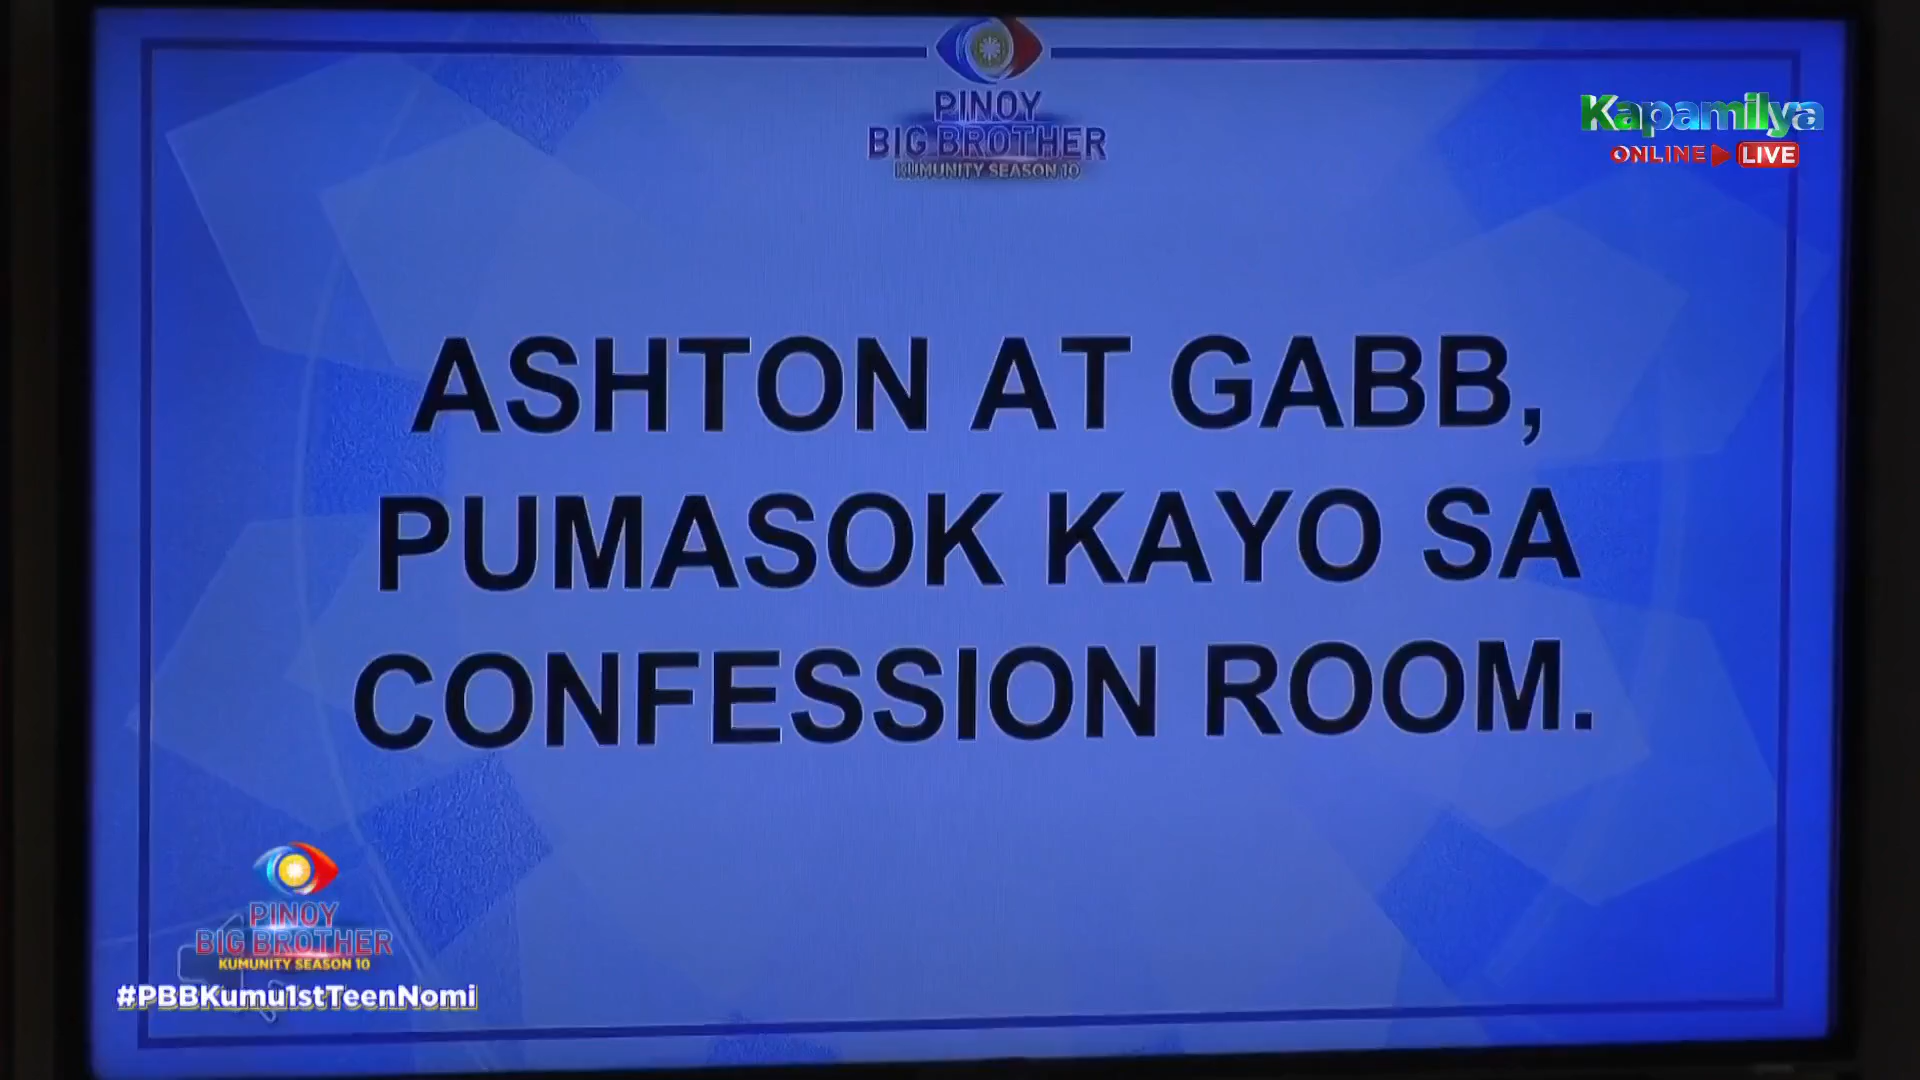 PINOY
BIG BROTHER
KUMUNITY SEASON 10
Kapamilya
ONLINE LIVE
ASHTON AT GABB,
PUMASOK KAYO SA
CONFESSION ROOM.
PINOY
BIG BROTHER
KUMUNITY SEASON 10
#PBBKumu1stTeenNomi